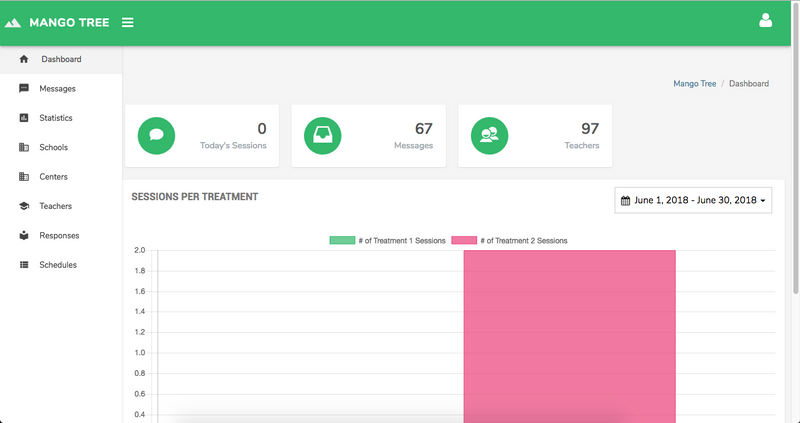 MANGO TREE
Dashboard
Messages
Statistics
Schools
Centers
Teachers
Responses
Schedules
Mango Tree / Dashboard
0
Today's Sessions
67
Messages
97
Teachers
SESSIONS PER TREATMENT
June 1, 2018 - June 30, 2018
# of Treatment 1 Sessions # of Treatment 2 Sessions
2.0
1.8
1.6
1.4
1.2
1.0
0.8
0.6
0.4